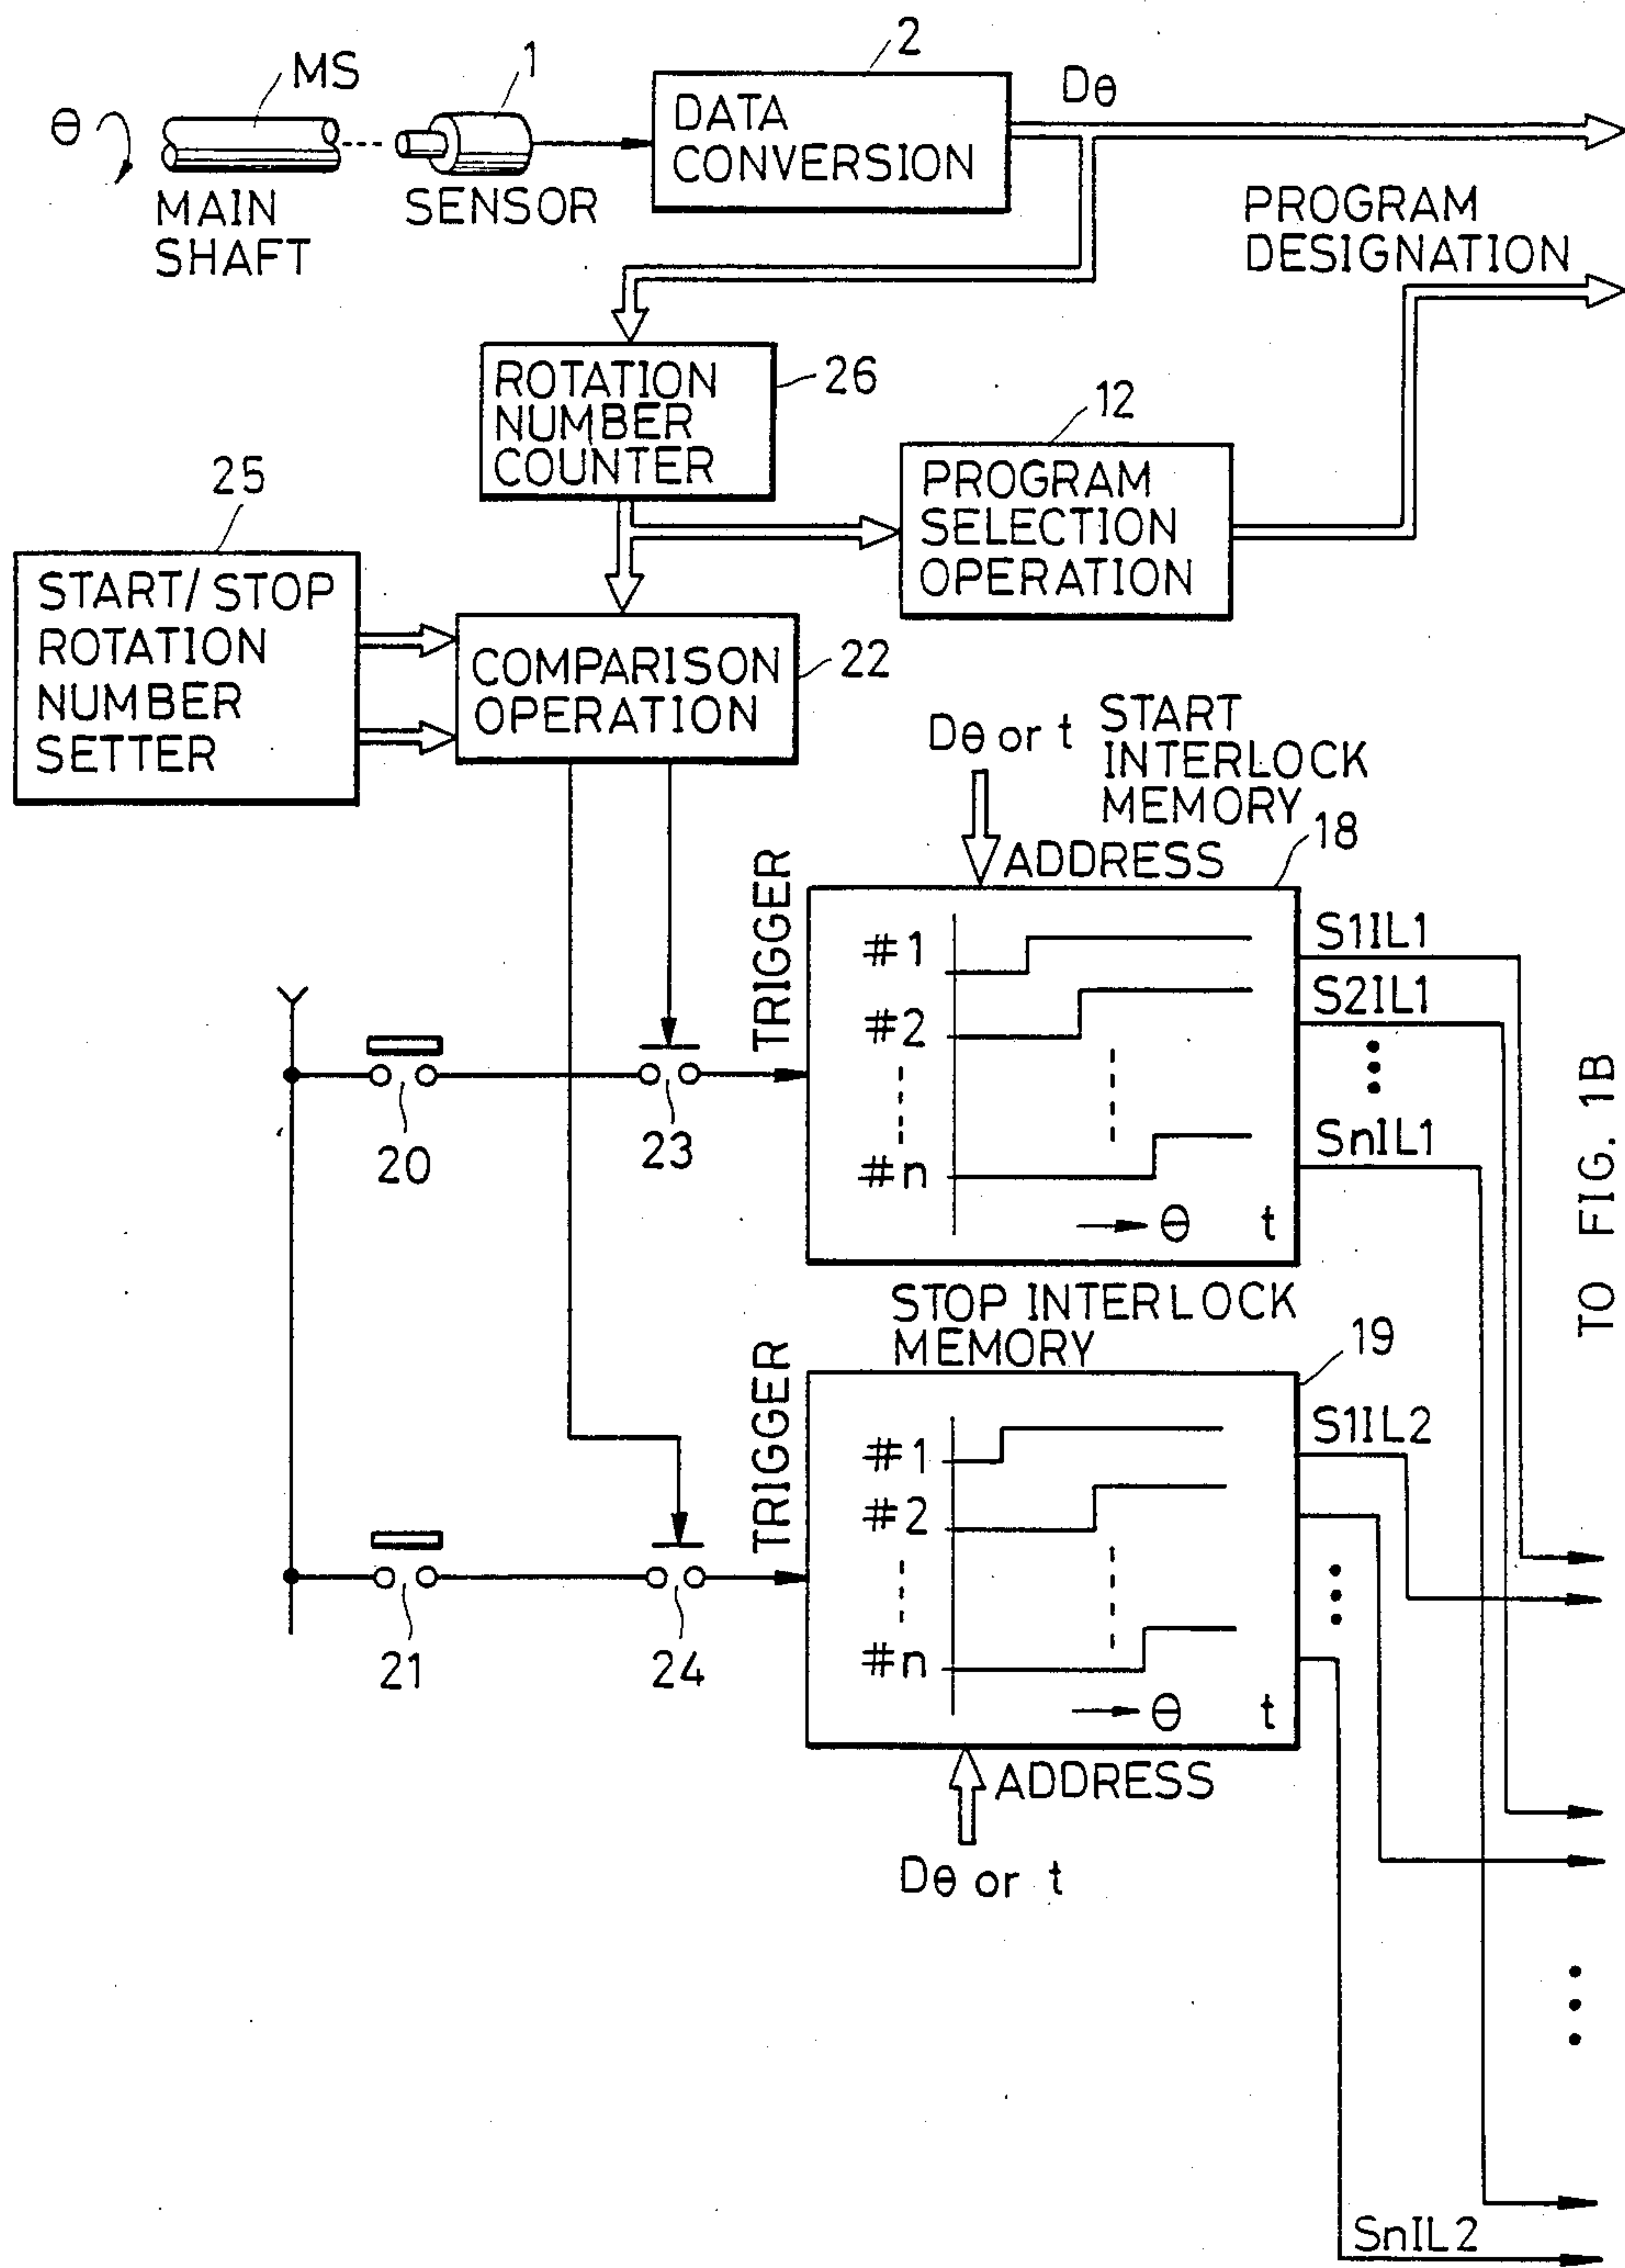 MS
1
2
Dθ
θ
DATA
CONVERSION
MAIN
SHAFT
SENSOR
PROGRAM
DESIGNATION
ROTATION
NUMBER
COUNTER
26
12
PROGRAM
SELECTION
OPERATION
25
START/STOP
ROTATION
NUMBER
SETTER
COMPARISON
OPERATION
22
Dθ or t
START
INTERLOCK
MEMORY
ADDRESS
18
TRIGGER
#1
#2
#n
→ θ t
S1IL1
S2IL1
SnIL1
20
23
TO FIG. 1B
STOP INTERLOCK
MEMORY
19
TRIGGER
#1
#2
#n
→ θ t
S1IL2
21
24
ADDRESS
Dθ or t
SnIL2